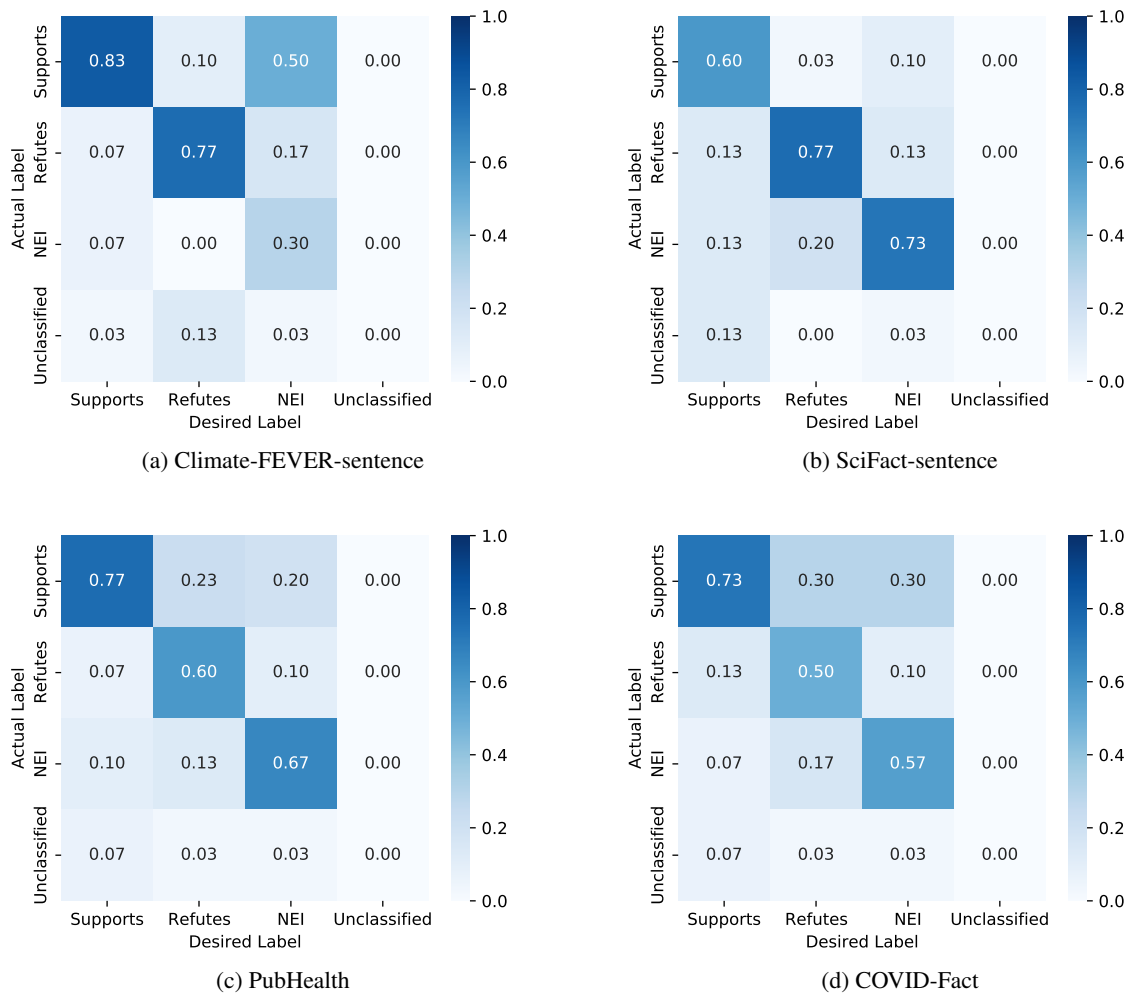 1.0
0.8
0.6
0.4
0.2
0.0
Actual Label
Supports
Refutes
NEI
Unclassified
0.83 0.10 0.50 0.00
0.07 0.77 0.17 0.00
0.07 0.00 0.30 0.00
0.03 0.13 0.03 0.00
Supports Refutes NEI Unclassified
Desired Label
(a) Climate-FEVER-sentence
1.0
0.8
0.6
0.4
0.2
0.0
Actual Label
Supports
Refutes
NEI
Unclassified
0.60 0.03 0.10 0.00
0.13 0.77 0.13 0.00
0.13 0.20 0.73 0.00
0.13 0.00 0.03 0.00
Supports Refutes NEI Unclassified
Desired Label
(b) SciFact-sentence
1.0
0.8
0.6
0.4
0.2
0.0
Actual Label
Supports
Refutes
NEI
Unclassified
0.77 0.23 0.20 0.00
0.07 0.60 0.10 0.00
0.10 0.13 0.67 0.00
0.07 0.03 0.03 0.00
Supports Refutes NEI Unclassified
Desired Label
(c) PubHealth
1.0
0.8
0.6
0.4
0.2
0.0
Actual Label
Supports
Refutes
NEI
Unclassified
0.73 0.30 0.30 0.00
0.13 0.50 0.10 0.00
0.07 0.17 0.57 0.00
0.07 0.03 0.03 0.00
Supports Refutes NEI Unclassified
Desired Label
(d) COVID-Fact